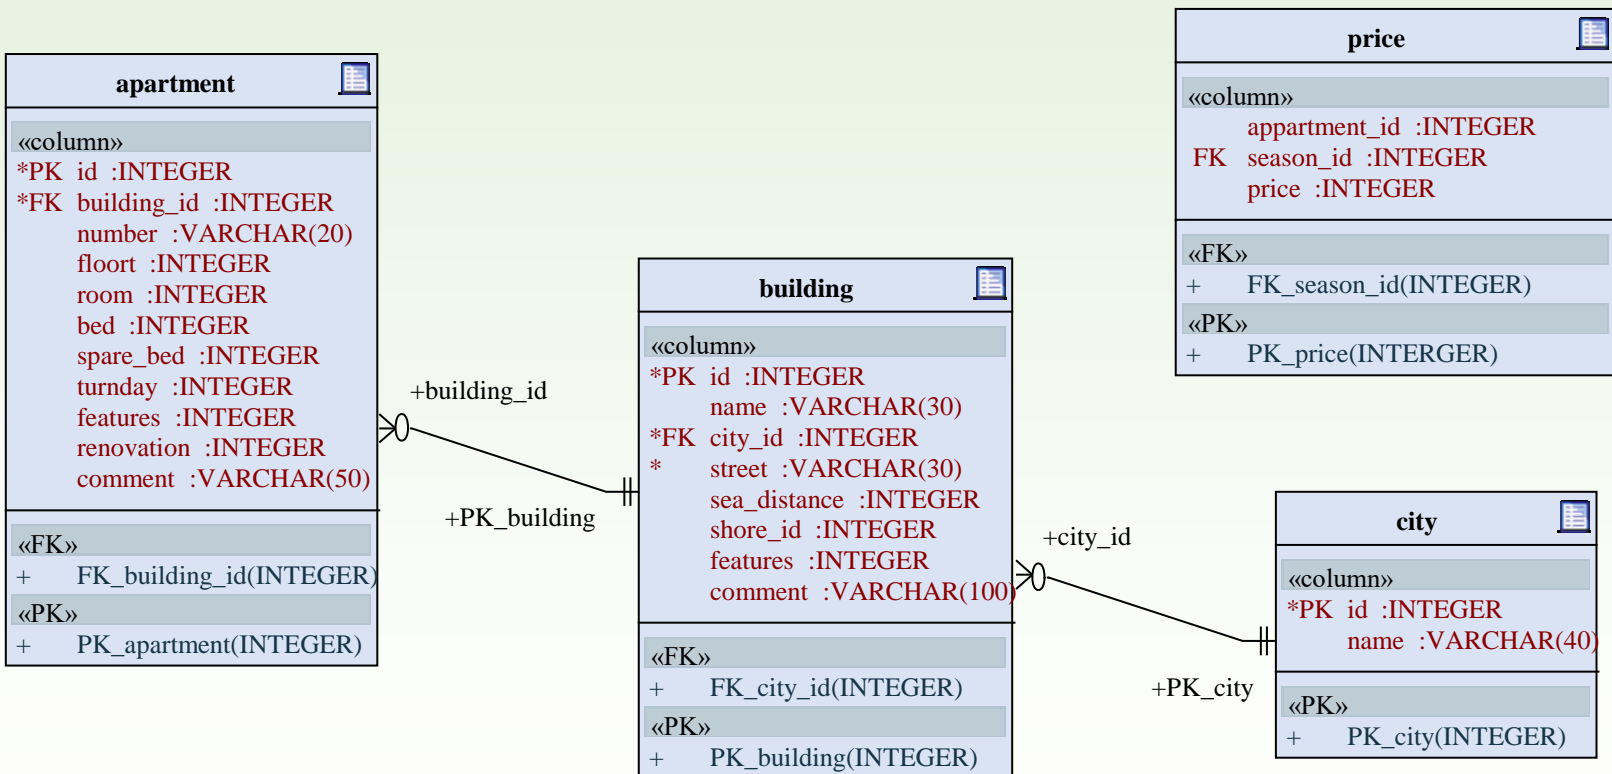 apartment
«column»
*PK id :INTEGER
*FK building_id :INTEGER
number :VARCHAR(20)
floort :INTEGER
room :INTEGER
bed :INTEGER
spare_bed :INTEGER
turnday :INTEGER
features :INTEGER
renovation :INTEGER
comment :VARCHAR(50)
«FK»
+ FK_building_id(INTEGER)
«PK»
+ PK_apartment(INTEGER)
+building_id
+PK_building
building
«column»
*PK id :INTEGER
name :VARCHAR(30)
*FK city_id :INTEGER
* street :VARCHAR(30)
sea_distance :INTEGER
shore_id :INTEGER
features :INTEGER
comment :VARCHAR(100)
«FK»
+ FK_city_id(INTEGER)
«PK»
+ PK_building(INTEGER)
+city_id
+PK_city
price
«column»
appartment_id :INTEGER
FK season_id :INTEGER
price :INTEGER
«FK»
+ FK_season_id(INTEGER)
«PK»
+ PK_price(INTERGER)
city
«column»
*PK id :INTEGER
name :VARCHAR(40)
«PK»
+ PK_city(INTEGER)